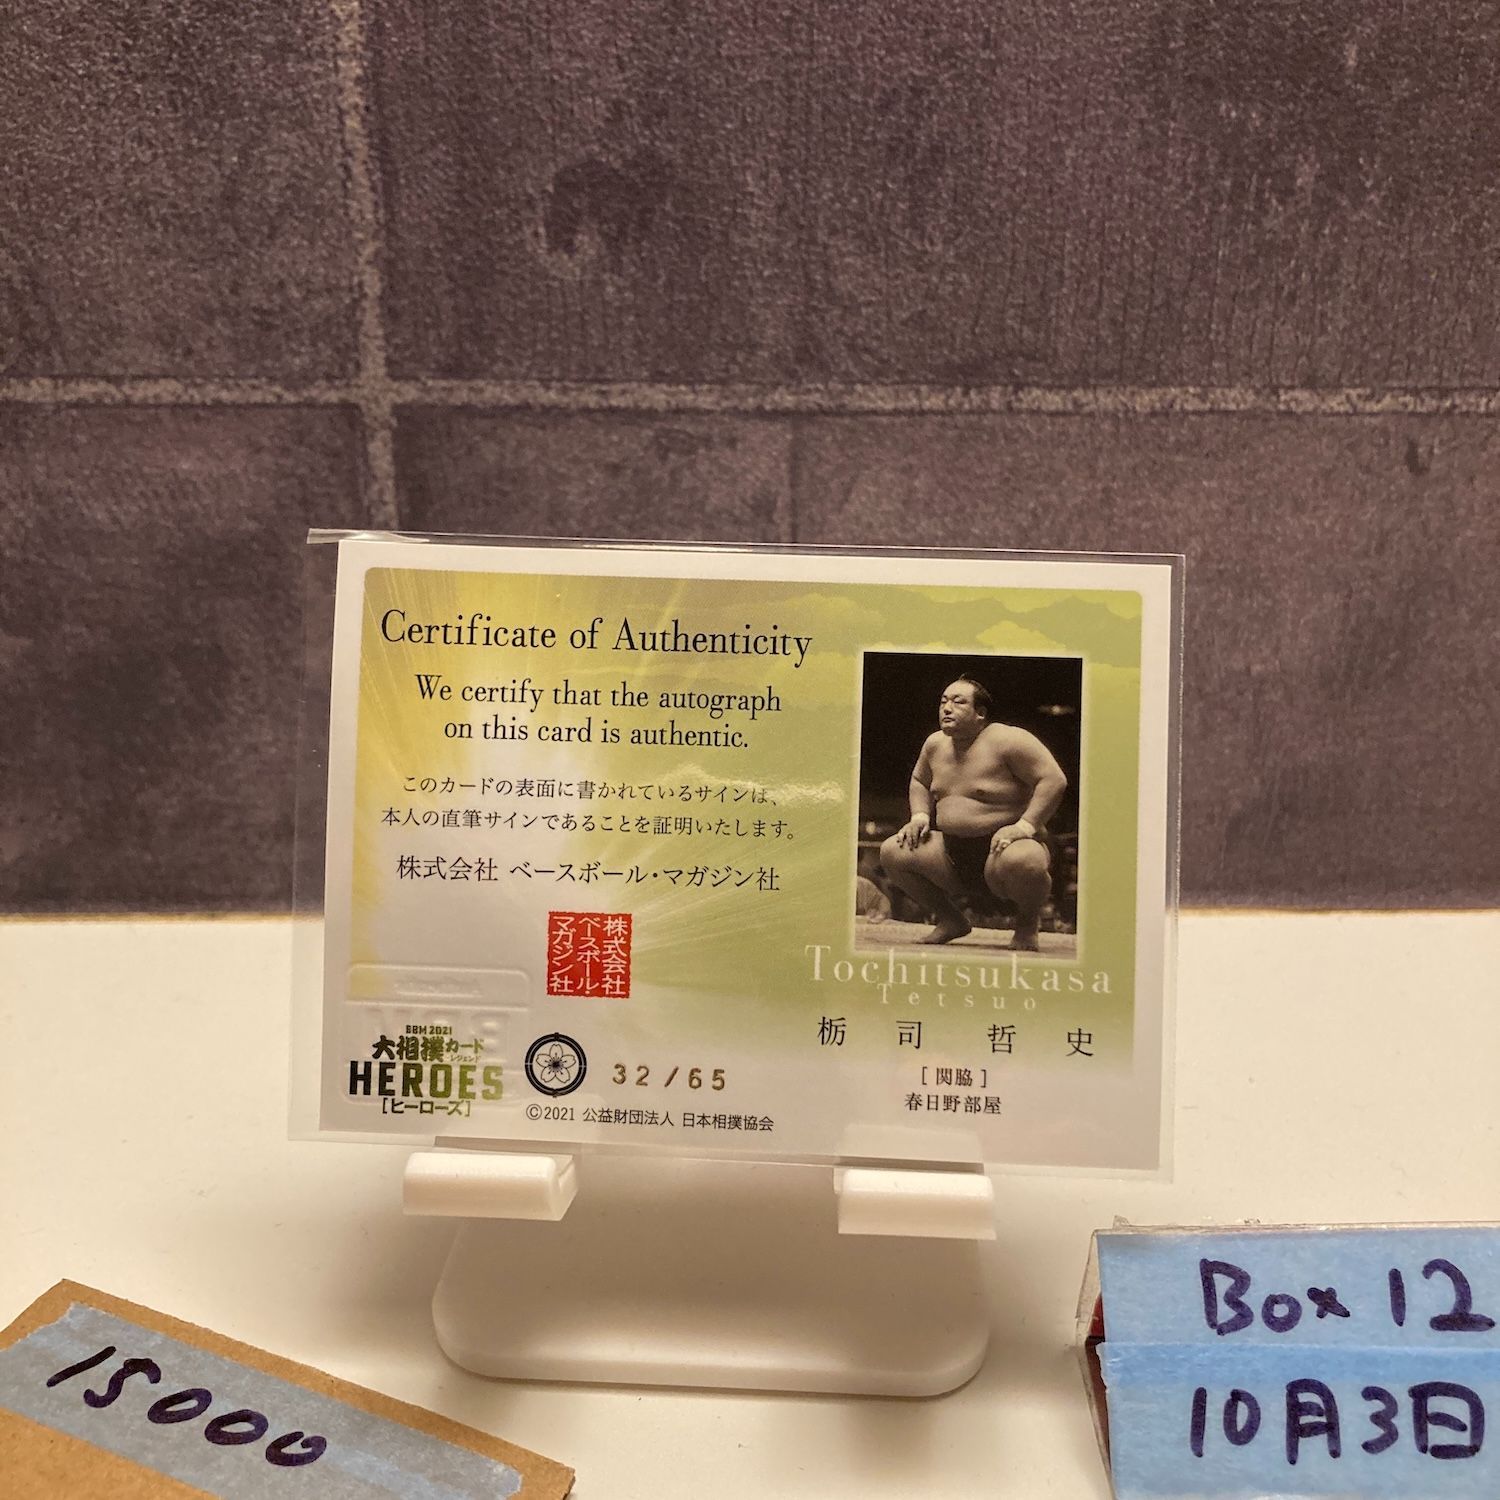 Certificate of Authenticity
We certify that the autograph
on this card is authentic.
このカードの表面に書かれているサインは、
本人の直筆サインであることを証明いたします。
株式会社 ベースボール・マガジン社
株式会社
ベースボール・
マガジン社
Tochitsukasa
Tetsuo
栃司哲史
[関脇]
春日野部屋
BBM 2021
大相撲カード
レジェンド
HEROES
[ヒーローズ]
32/65
©2021 公益財団法人 日本相撲協会
15000
Box 12
10月3日